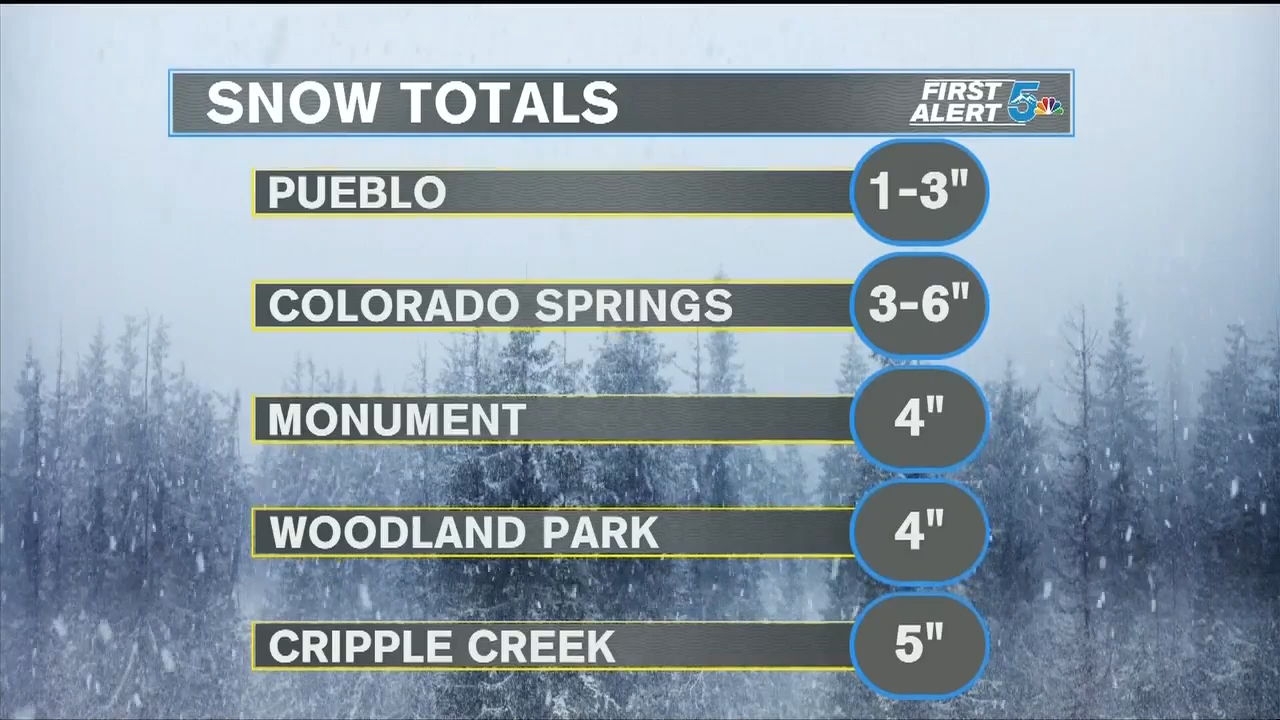 SNOW TOTALS
FIRST
ALERT 5
PUEBLO 1-3"
COLORADO SPRINGS 3-6"
MONUMENT 4"
WOODLAND PARK 4"
CRIPPLE CREEK 5"